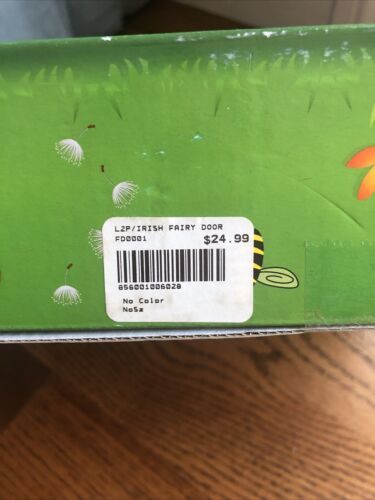 L2P/IRISH FAIRY DOOR
FD0001 $24.99
856001006028
No Color
NoSz